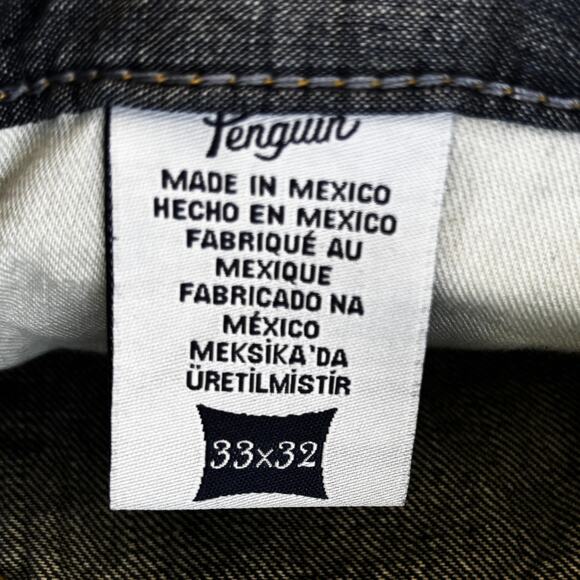 Penguin
MADE IN MEXICO
HECHO EN MEXICO
FABRIQUÉ AU
MEXIQUE
FABRICADO NA
MÉXICO
MEKSİKA'DA
ÜRETİLMİSTİR
33x32